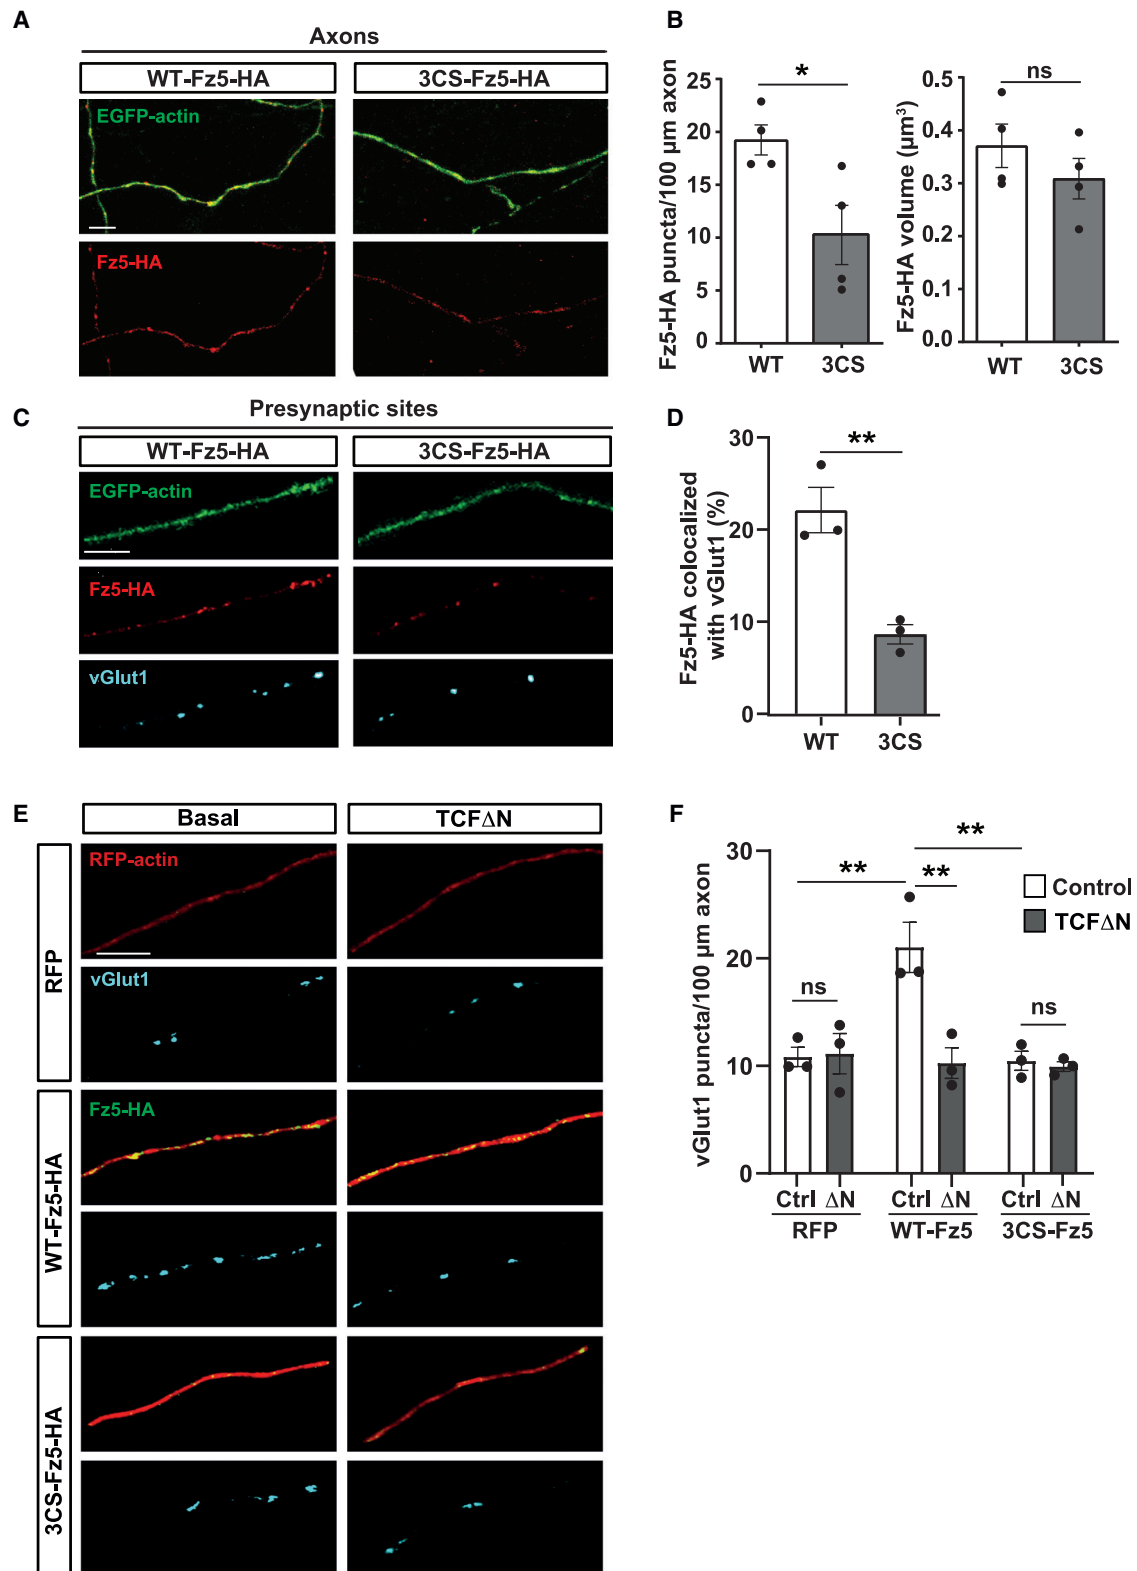 A
Axons
WT-Fz5-HA
3CS-Fz5-HA
EGFP-actin
Fz5-HA
B
Fz5-HA puncta/100 µm axon
25
20
15
10
5
0
*
WT
3CS
Fz5-HA volume (µm³)
0.5
0.4
0.3
0.2
0.1
0.0
ns
WT
3CS
C
Presynaptic sites
WT-Fz5-HA
3CS-Fz5-HA
EGFP-actin
Fz5-HA
vGlut1
D
Fz5-HA colocalized
with vGlut1 (%)
30
20
10
0
**
WT
3CS
E
Basal
TCFΔN
RFP
RFP-actin
vGlut1
WT-Fz5-HA
Fz5-HA
3CS-Fz5-HA
F
vGlut1 puncta/100 µm axon
30
20
10
0
**
**
**
ns
ns
Control
TCFΔN
Ctrl ΔN
Ctrl ΔN
Ctrl ΔN
RFP
WT-Fz5
3CS-Fz5